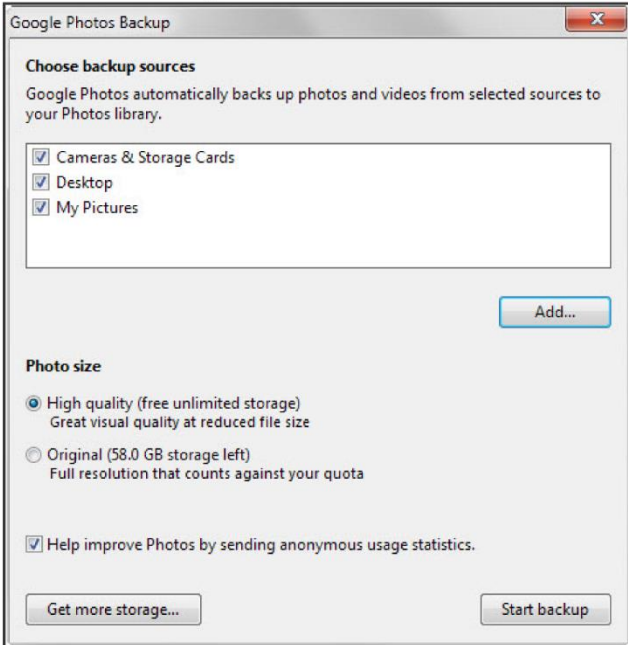 Google Photos Backup
Choose backup sources
Google Photos automatically backs up photos and videos from selected sources to
your Photos library.
Cameras & Storage Cards
Desktop
My Pictures
Add...
Photo size
High quality (free unlimited storage)
Great visual quality at reduced file size
Original (58.0 GB storage left)
Full resolution that counts against your quota
Help improve Photos by sending anonymous usage statistics.
Get more storage...
Start backup